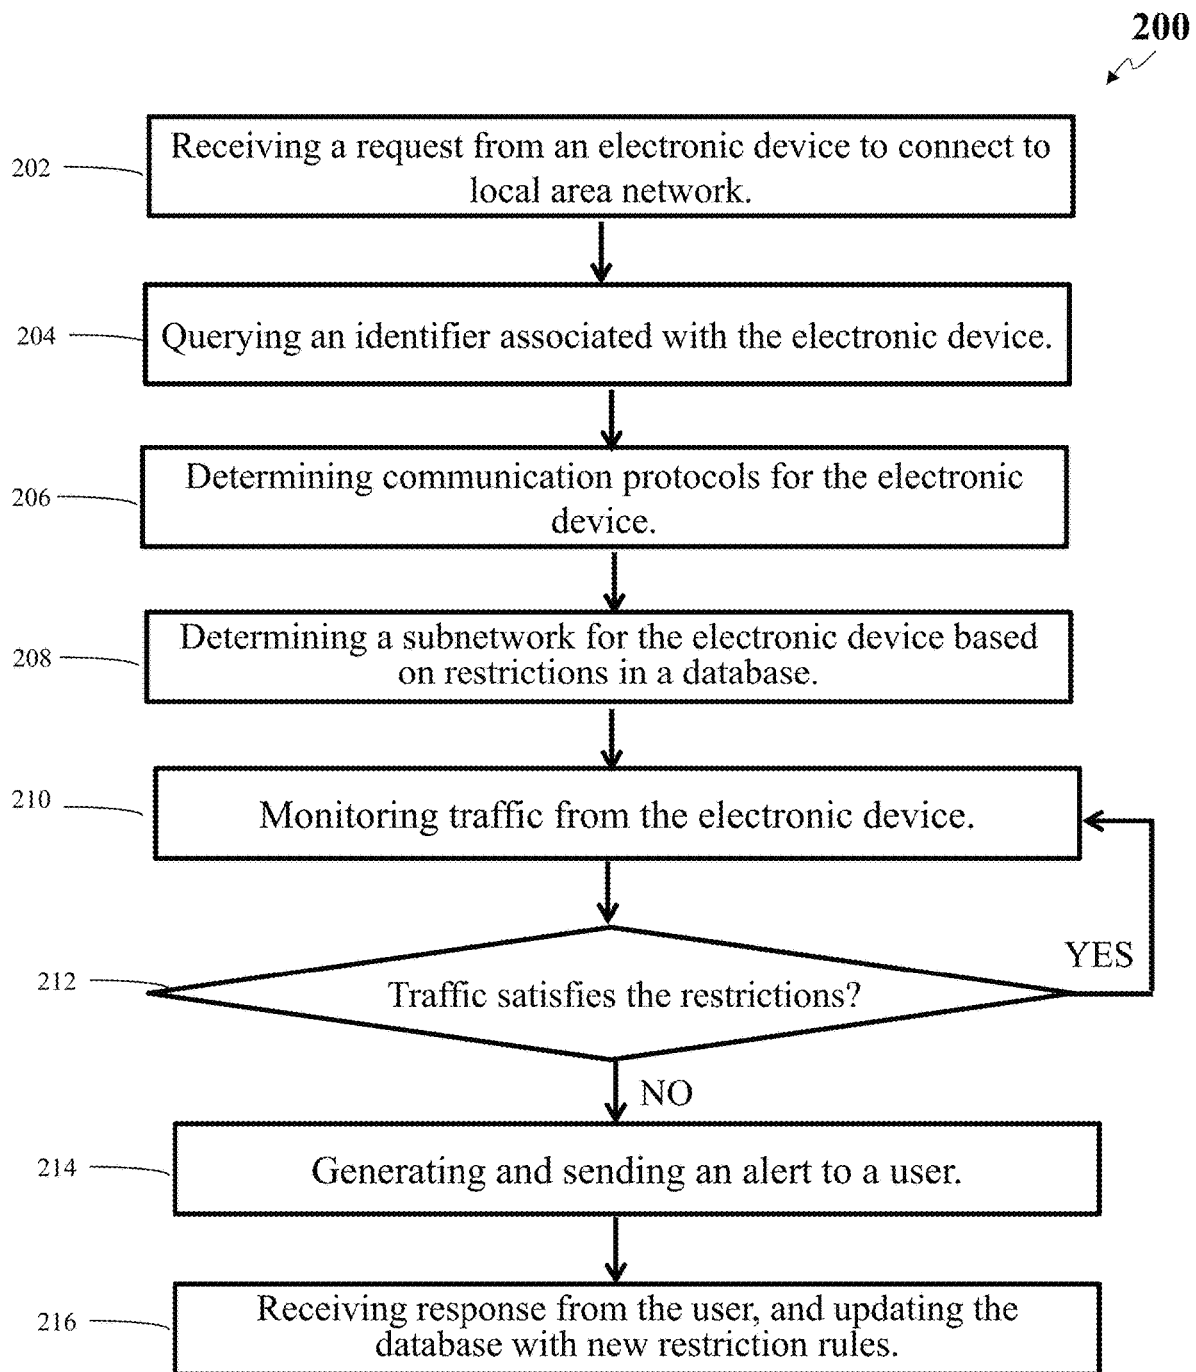 200
202
Receiving a request from an electronic device to connect to
local area network.
204
Querying an identifier associated with the electronic device.
206
Determining communication protocols for the electronic
device.
208
Determining a subnetwork for the electronic device based
on restrictions in a database.
210
Monitoring traffic from the electronic device.
212
Traffic satisfies the restrictions?
YES
NO
214
Generating and sending an alert to a user.
216
Receiving response from the user, and updating the
database with new restriction rules.